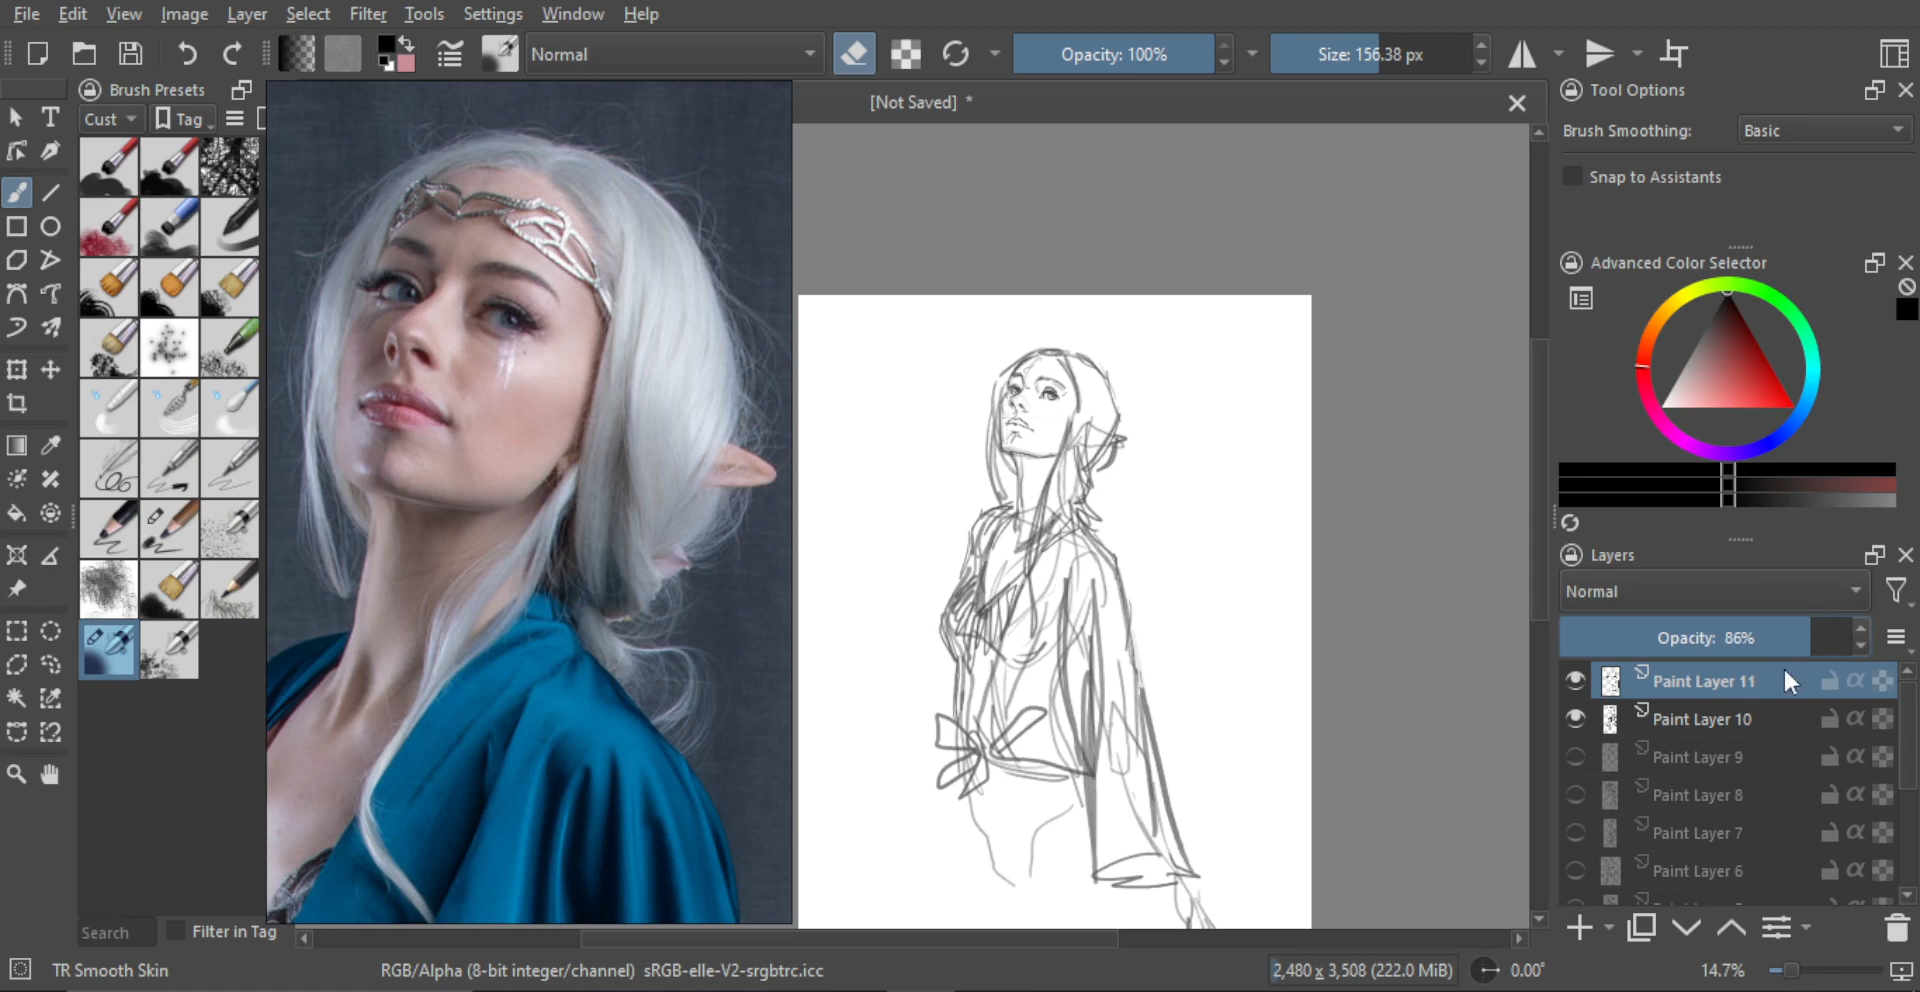 File Edit View Image Layer Select Filter Tools Settings Window Help
Normal
Opacity: 100%
Size: 156.38 px
Brush Presets
Cust
Tag
[Not Saved] *
Tool Options
Brush Smoothing:
Basic
Snap to Assistants
Advanced Color Selector
Layers
Normal
Opacity: 86%
Paint Layer 11
Paint Layer 10
Paint Layer 9
Paint Layer 8
Paint Layer 7
Paint Layer 6
Search
Filter in Tag
TR Smooth Skin
RGB/Alpha (8-bit integer/channel) sRGB-elle-V2-srgbtrc.icc
2,480 x 3,508 (222.0 MiB)
0.00°
14.7%